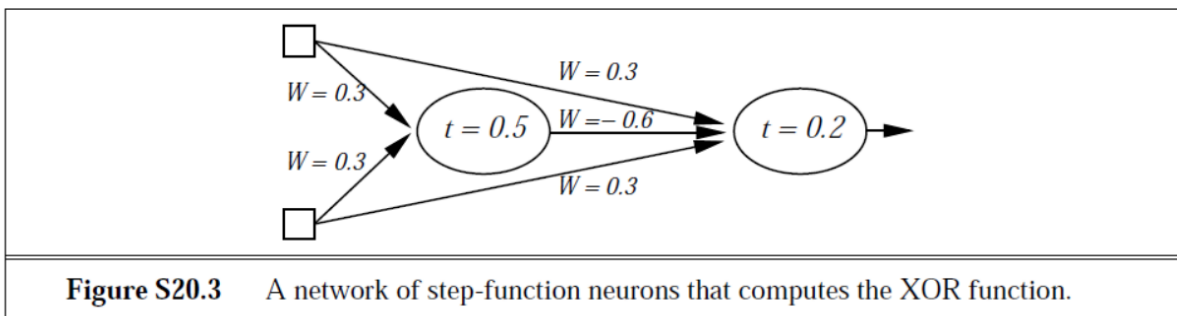 W = 0.3
W = 0.3
t = 0.5
W =– 0.6
t = 0.2
W = 0.3
W = 0.3
Figure S20.3 A network of step-function neurons that computes the XOR function.